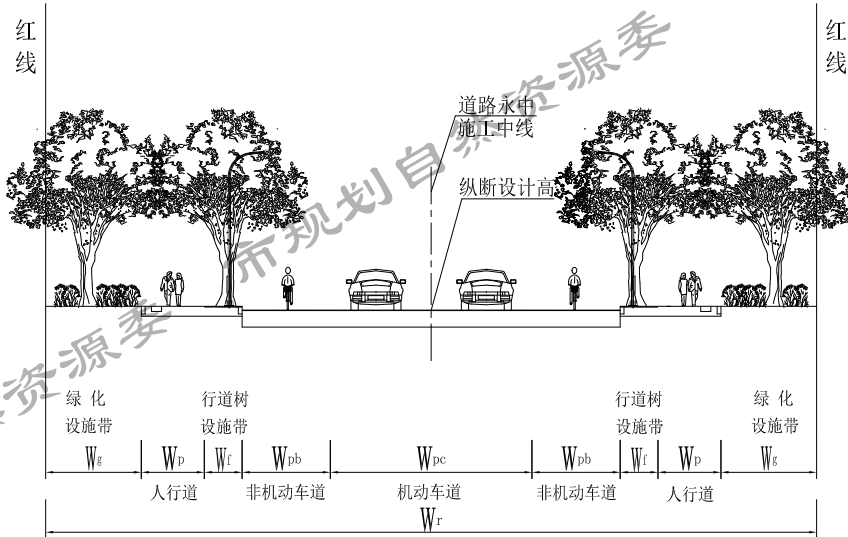 红线
红线
道路永中
施工中线
纵断设计高
市规划自然资源委
资源委
绿化
设施带
行道树
设施带
行道树
设施带
绿化
设施带
Wg Wp Wf Wpb Wpc Wpb Wf Wp Wg
人行道 非机动车道 机动车道 非机动车道 人行道
Wr